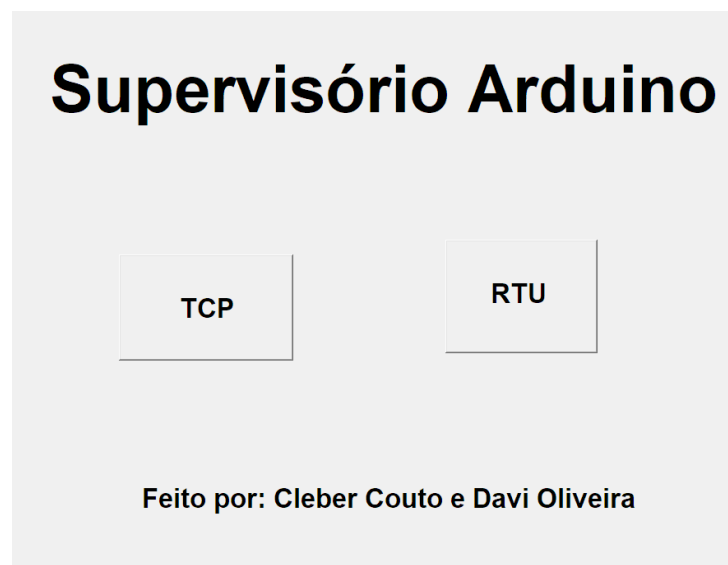 Supervisório Arduino
TCP
RTU
Feito por: Cleber Couto e Davi Oliveira